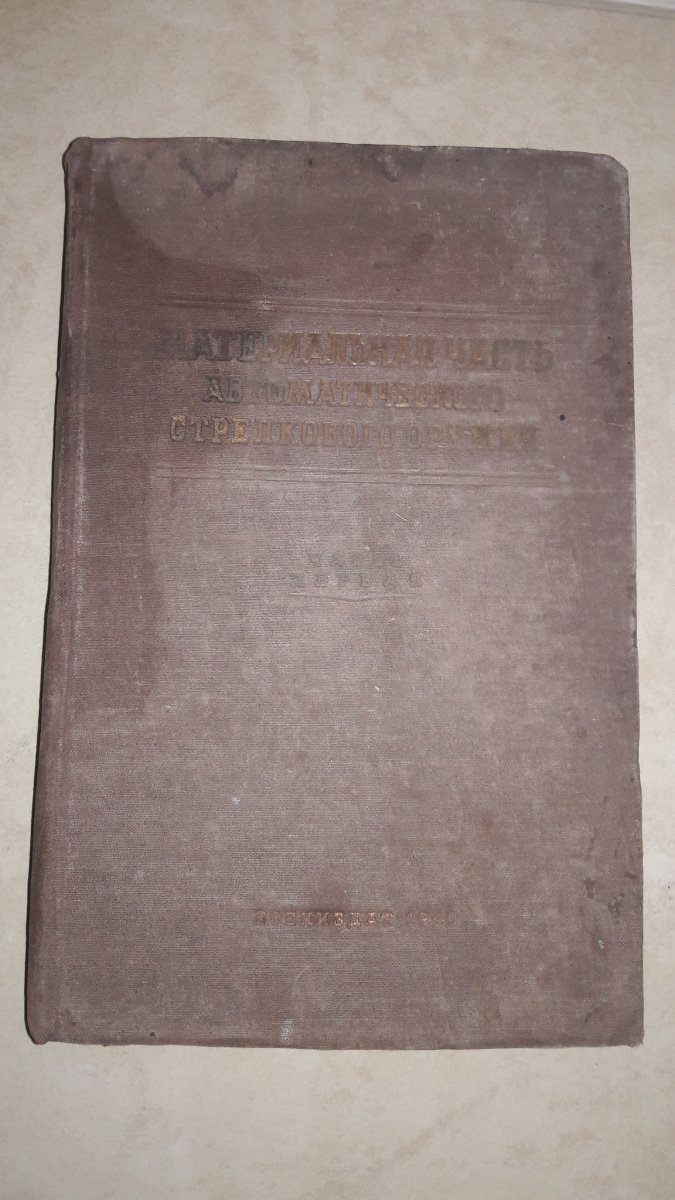 МАТЕРИАЛЬНАЯ ЧАСТЬ
АВТОМАТИЧЕСКОГО
СТРЕЛКОВОГО ОРУЖИЯ
ЧАСТЬ
ПЕРВАЯ
ВОЕНИЗДАТ